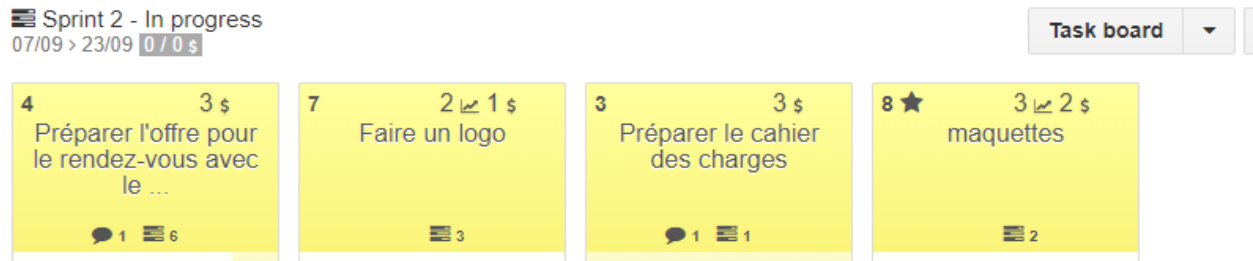 Sprint 2 - In progress
07/09 > 23/09 0 / 0 $
Task board
4 3 $
Préparer l'offre pour
le rendez-vous avec
le ...
1 6
7 2 1 $
Faire un logo
3
3 3 $
Préparer le cahier
des charges
1 1
8 3 2 $
maquettes
2